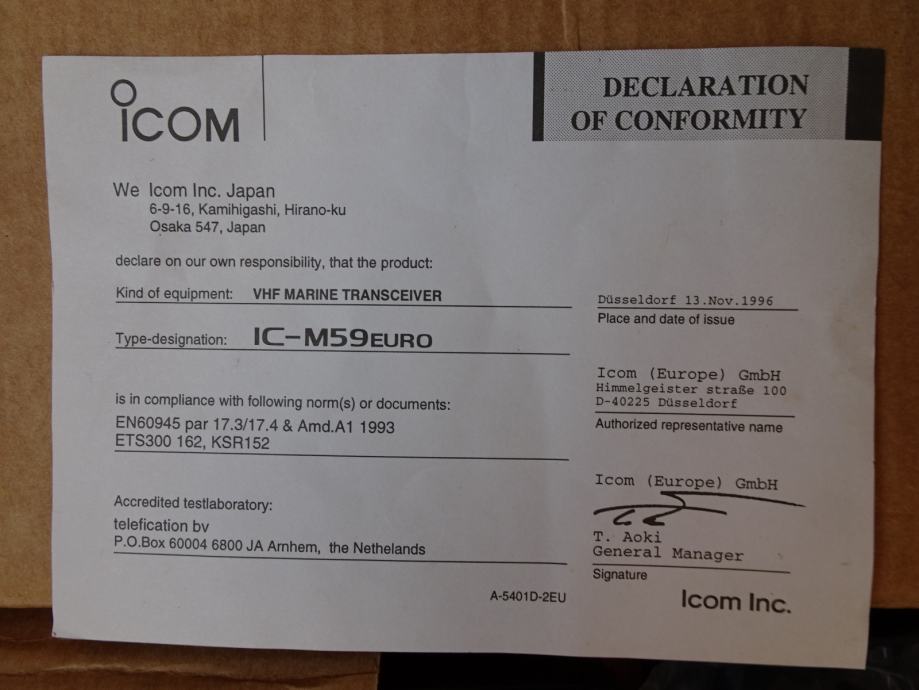 ICOM
DECLARATION
OF CONFORMITY
We Icom Inc. Japan
6-9-16, Kamihigashi, Hirano-ku
Osaka 547, Japan
declare on our own responsibility, that the product:
Kind of equipment: VHF MARINE TRANSCEIVER
Type-designation: IC-M59EURO
is in compliance with following norm(s) or documents:
EN60945 par 17.3/17.4 & Amd.A1 1993
ETS300 162, KSR152
Accredited testlaboratory:
telefication bv
P.O.Box 60004 6800 JA Arnhem, the Nethelands
A-5401D-2EU
Düsseldorf 13.Nov.1996
Place and date of issue
Icom (Europe) GmbH
Himmelgeister straße 100
D-40225 Düsseldorf
Authorized representative name
Icom (Europe) GmbH
T. Aoki
General Manager
Signature
Icom Inc.